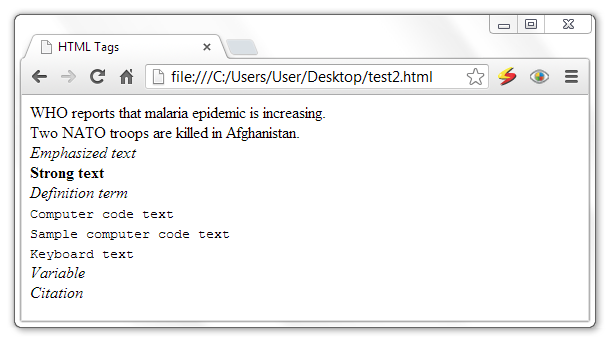 HTML Tags
file:///C:/Users/User/Desktop/test2.html
WHO reports that malaria epidemic is increasing.
Two NATO troops are killed in Afghanistan.
Emphasized text
Strong text
Definition term
Computer code text
Sample computer code text
Keyboard text
Variable
Citation